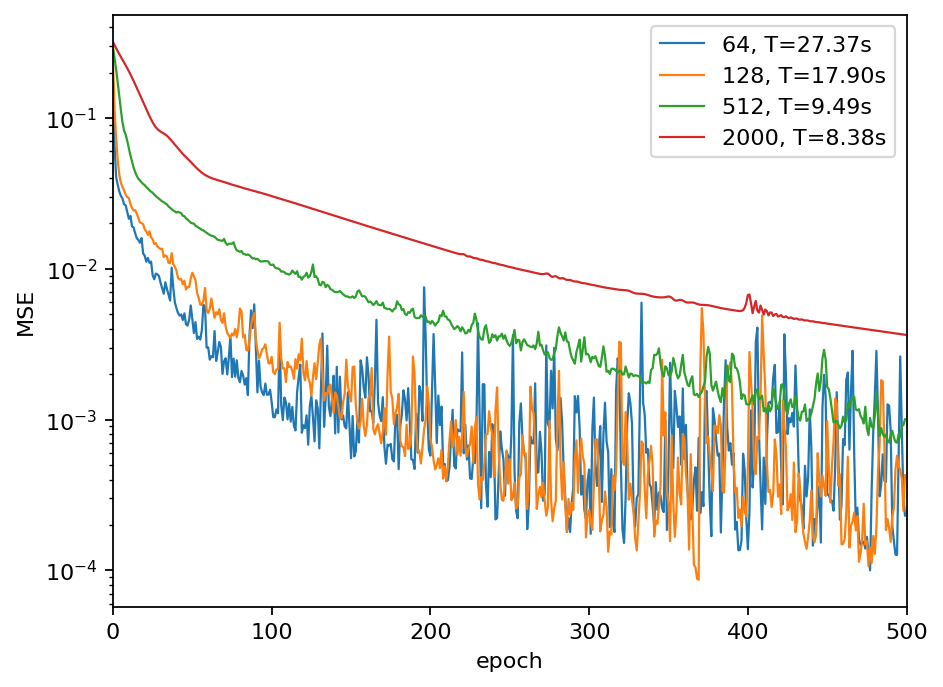 64, T=27.37s
128, T=17.90s
512, T=9.49s
2000, T=8.38s
10⁻¹
10⁻²
10⁻³
10⁻⁴
MSE
0 100 200 300 400 500
epoch